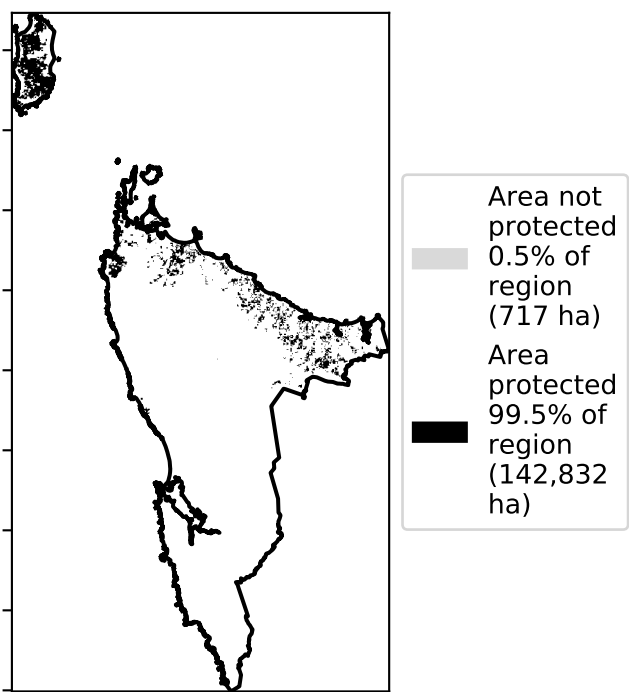 Area not
protected
0.5% of
region
(717 ha)
Area
protected
99.5% of
region
(142,832
ha)